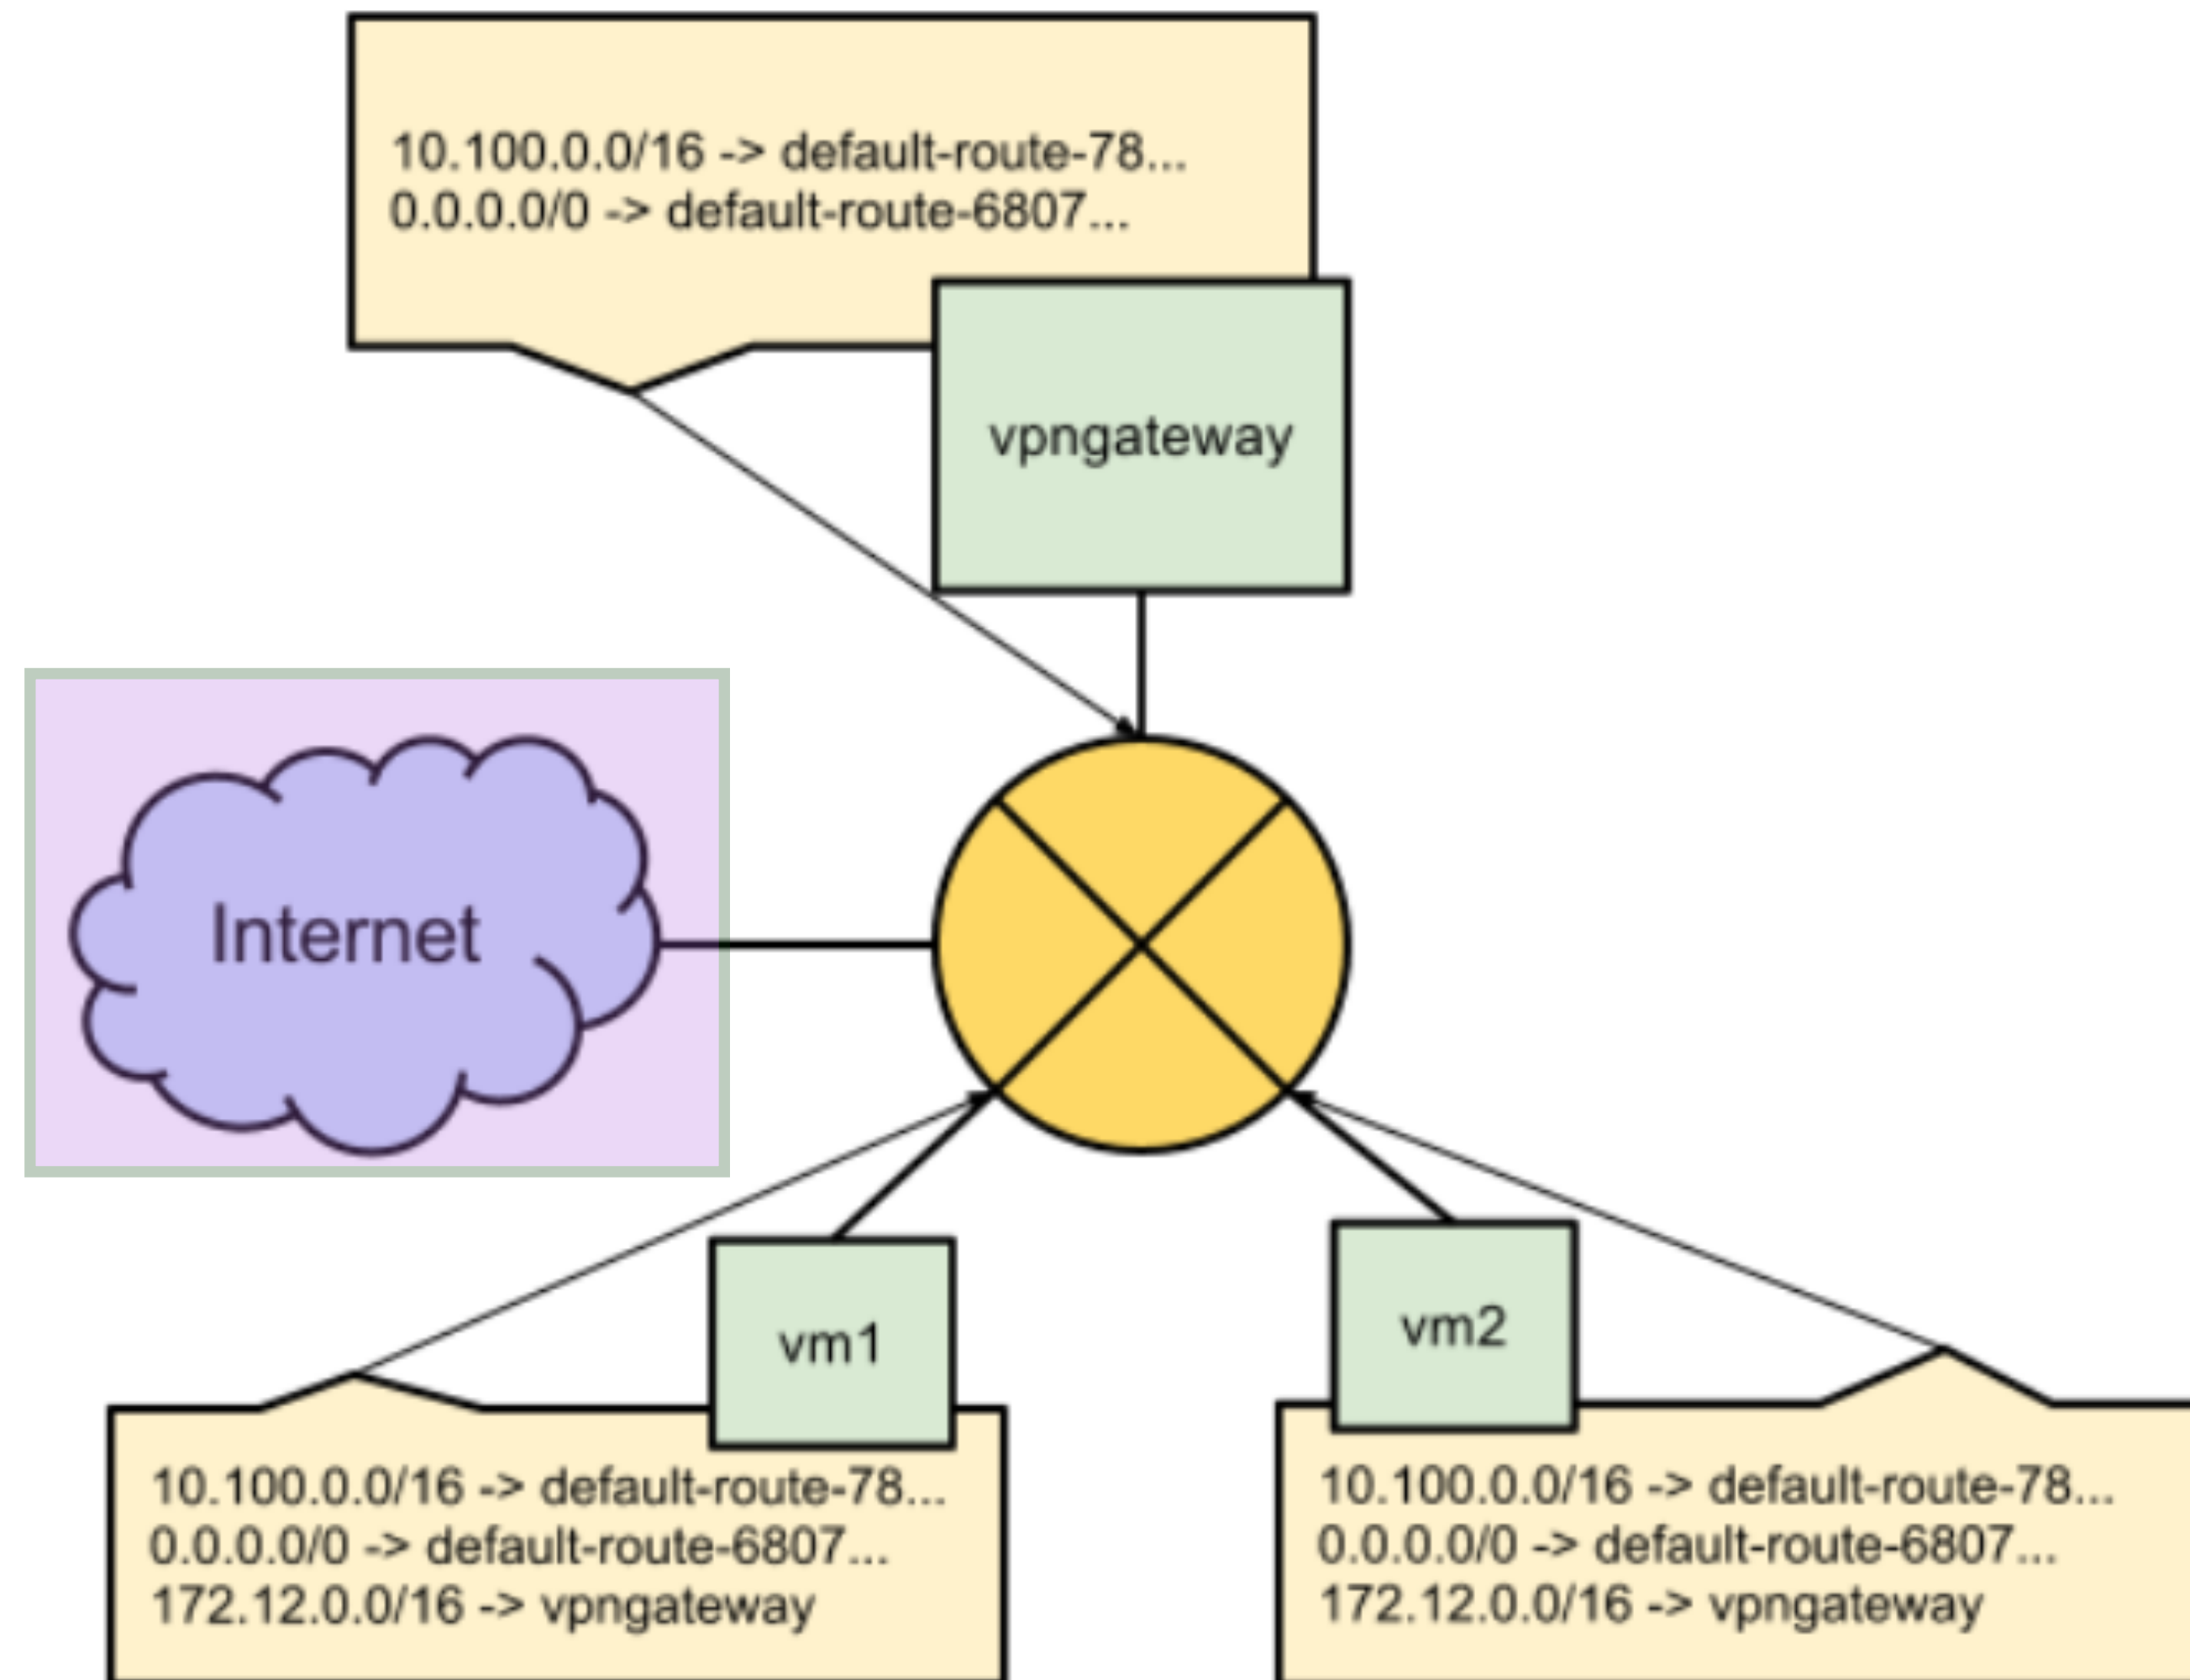 10.100.0.0/16 -> default-route-78...
0.0.0.0/0 -> default-route-6807...
vpngateway
Internet
vm1
vm2
10.100.0.0/16 -> default-route-78...
0.0.0.0/0 -> default-route-6807...
172.12.0.0/16 -> vpngateway
10.100.0.0/16 -> default-route-78...
0.0.0.0/0 -> default-route-6807...
172.12.0.0/16 -> vpngateway